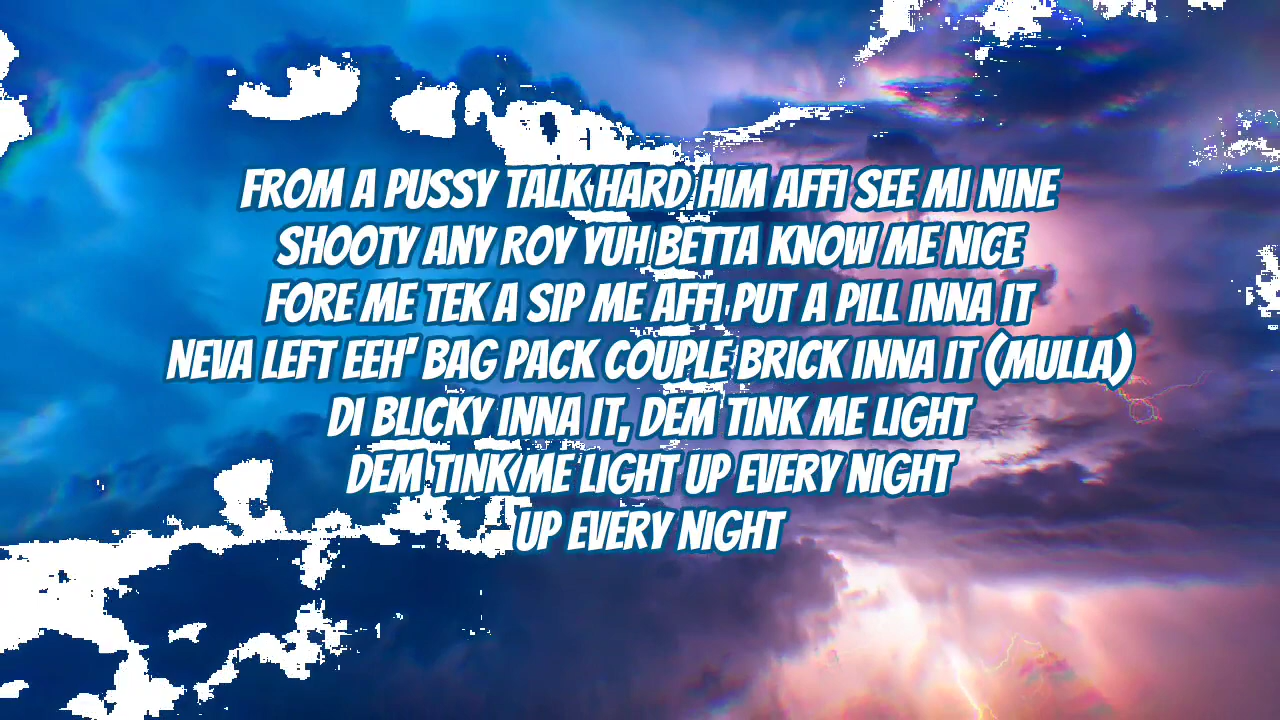 FROM A PUSSY TALK HARD HIM AFFI SEE MI NINE
SHOOTY ANY ROY YUH BETTA KNOW ME NICE
FORE ME TEK A SIP ME AFFI PUT A PILL INNA IT
NEVA LEFT EEH' BAG PACK COUPLE BRICK INNA IT (MULLA)
DI BLICKY INNA IT, DEM TINK ME LIGHT
DEM TINK ME LIGHT UP EVERY NIGHT
UP EVERY NIGHT